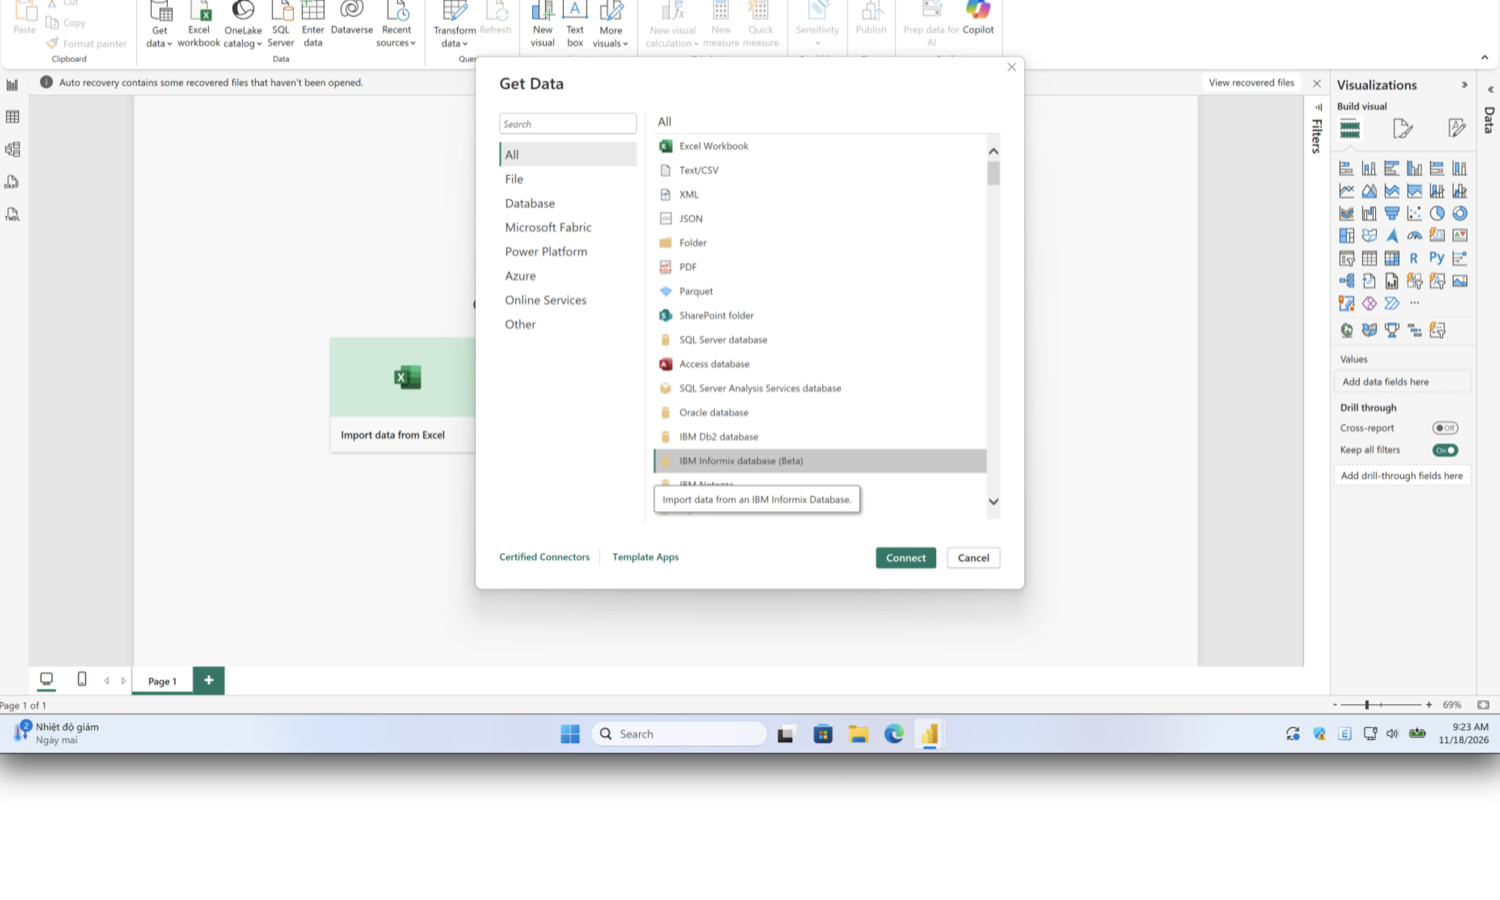 Cut
Paste
Copy
Format painter
Clipboard
Get data
Excel workbook
OneLake catalog
SQL Server
Enter data
Dataverse
Recent sources
Data
Transform data
Refresh
New visual
Text box
More visuals
New visual calculation
New measure
Quick measure
Sensitivity
Publish
Prep data for AI
Copilot
Auto recovery contains some recovered files that haven't been opened.
View recovered files
Get Data
Search
All
File
Database
Microsoft Fabric
Power Platform
Azure
Online Services
Other
All
Excel Workbook
Text/CSV
XML
JSON
Folder
PDF
Parquet
SharePoint folder
SQL Server database
Access database
SQL Server Analysis Services database
Oracle database
IBM Db2 database
IBM Informix database (Beta)
Import data from an IBM Informix Database.
Certified Connectors
Template Apps
Connect
Cancel
Import data from Excel
Filters
Visualizations
Build visual
R
Py
Values
Add data fields here
Drill through
Cross-report
Off
Keep all filters
On
Add drill-through fields here
Data
Page 1
Page 1 of 1
69%
2
Nhiệt độ giảm
Ngày mai
Search
9:23 AM
11/18/2026